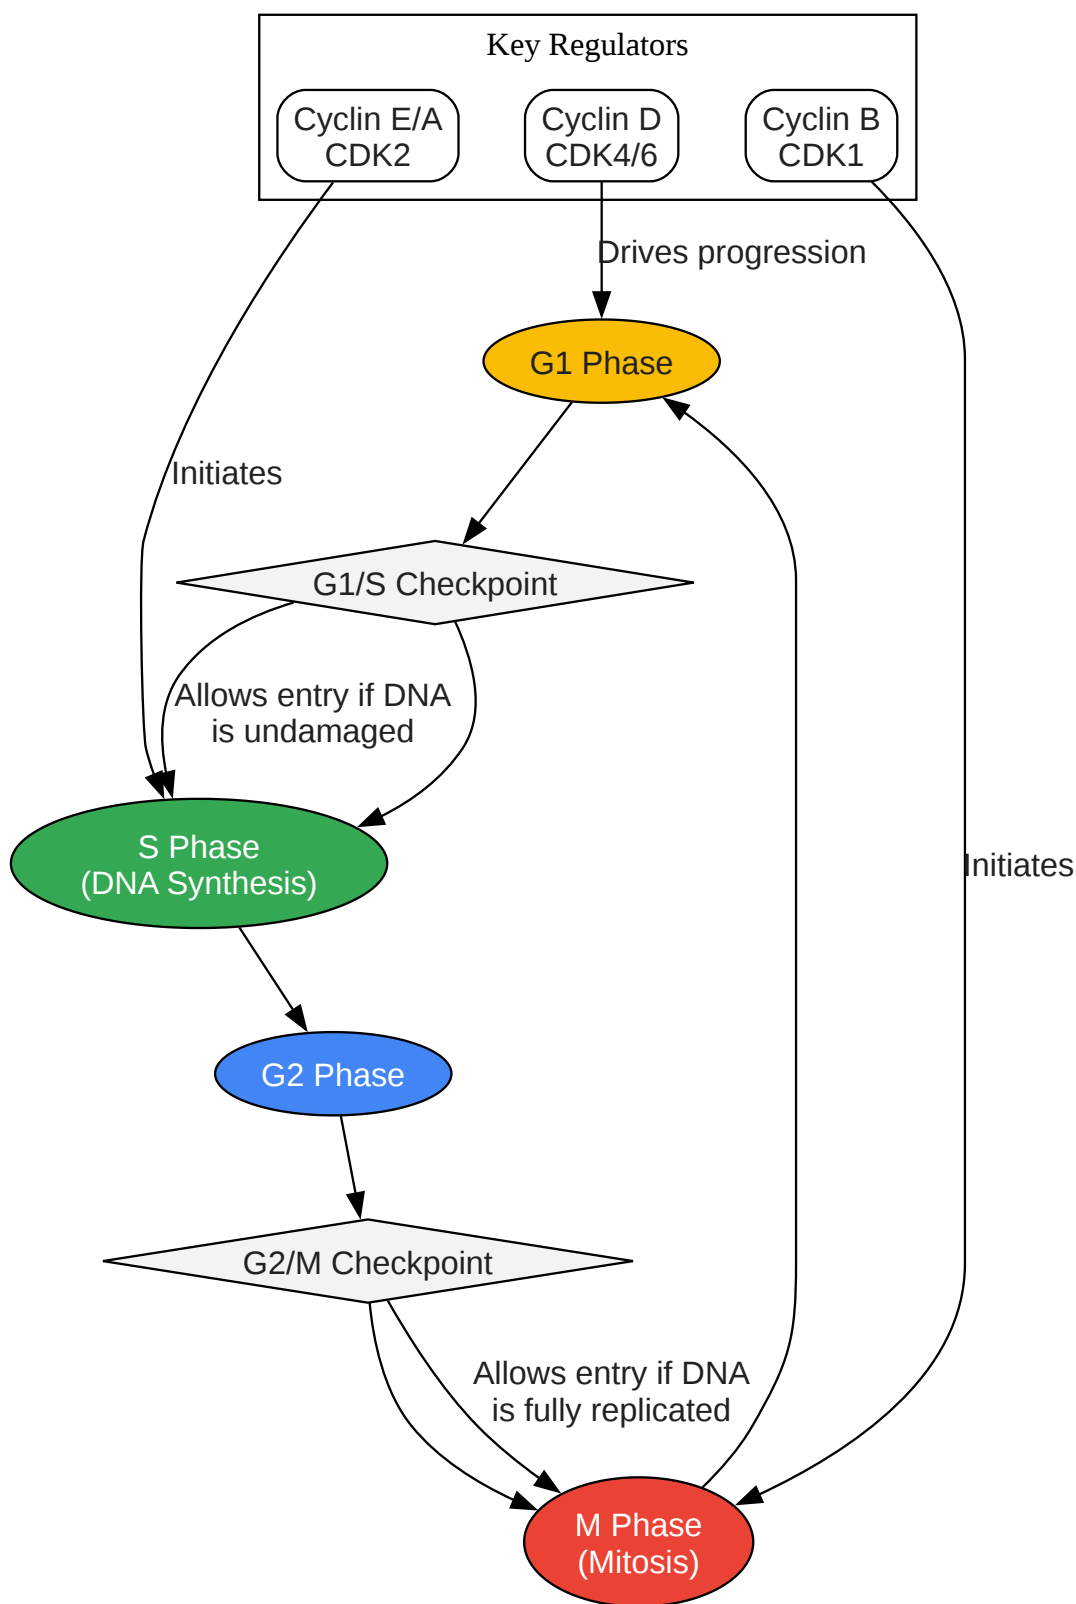 Key Regulators
Cyclin E/A
CDK2
Cyclin D
CDK4/6
Cyclin B
CDK1
Drives progression
G1 Phase
Initiates
G1/S Checkpoint
Allows entry if DNA
is undamaged
S Phase
(DNA Synthesis)
Initiates
G2 Phase
G2/M Checkpoint
Allows entry if DNA
is fully replicated
M Phase
(Mitosis)